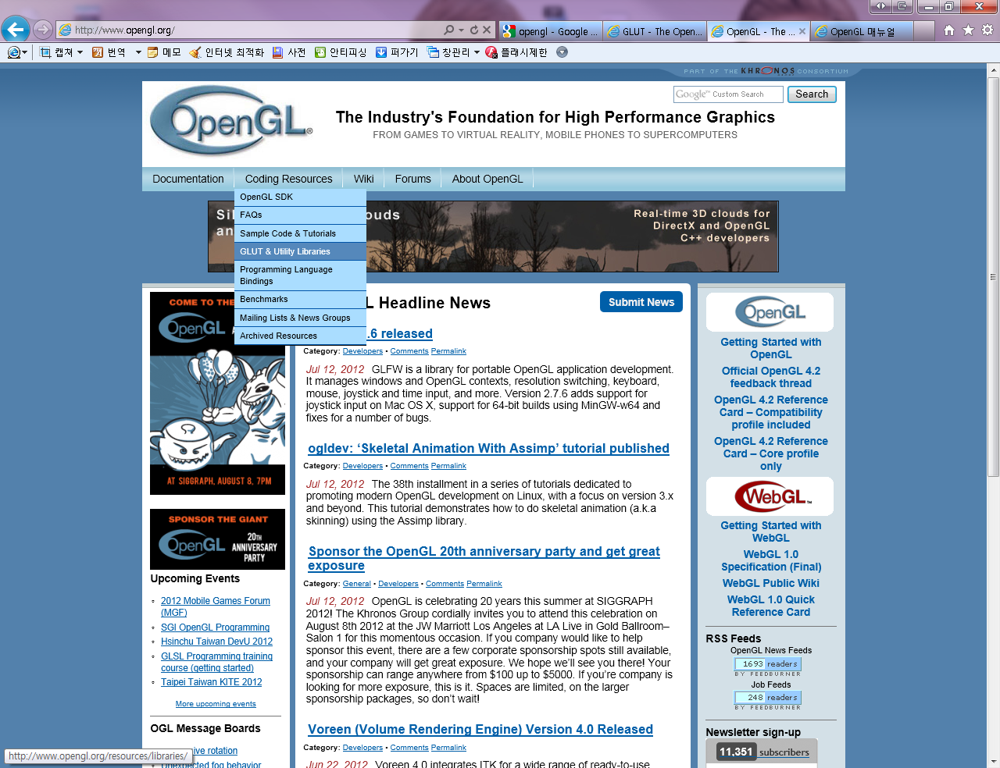 http://www.opengl.org/
opengl - Google ...
GLUT - The Open...
OpenGL - The ...
OpenGL 매뉴얼
캡쳐
번역
메모
인터넷 최적화
사전
안티피싱
퍼가기
창관리
플래시제한
PART OF THE KHRONOS CONSORTIUM
GROUP
Google™ Custom Search
Search
OpenGL®
The Industry's Foundation for High Performance Graphics
FROM GAMES TO VIRTUAL REALITY, MOBILE PHONES TO SUPERCOMPUTERS
Documentation
Coding Resources
Wiki
Forums
About OpenGL
OpenGL SDK
FAQs
Sample Code & Tutorials
GLUT & Utility Libraries
Programming Language
Bindings
Benchmarks
Mailing Lists & News Groups
Archived Resources
Sil
ouds
an
Real-time 3D clouds for
DirectX and OpenGL
C++ developers
COME TO THE
OpenGL
AT SIGGRAPH, AUGUST 8, 7PM
SPONSOR THE GIANT
OpenGL
20TH
ANNIVERSARY
PARTY
Upcoming Events
2012 Mobile Games Forum
(MGF)
SGI OpenGL Programming
Hsinchu Taiwan DevU 2012
GLSL Programming training
course (getting started)
Taipei Taiwan KITE 2012
More upcoming events
OGL Message Boards
ive rotation
Unexpected fog behavior
http://www.opengl.org/resources/libraries/
L Headline News
Submit News
.6 released
Category: Developers • Comments Permalink
Jul 12, 2012 GLFW is a library for portable OpenGL application development.
It manages windows and OpenGL contexts, resolution switching, keyboard,
mouse, joystick and time input, and more. Version 2.7.6 adds support for
joystick input on Mac OS X, support for 64-bit builds using MinGW-w64 and
fixes for a number of bugs.
ogldev: ‘Skeletal Animation With Assimp’ tutorial published
Category: Developers • Comments Permalink
Jul 12, 2012 The 38th installment in a series of tutorials dedicated to
promoting modern OpenGL development on Linux, with a focus on version 3.x
and beyond. This tutorial demonstrates how to do skeletal animation (a.k.a
skinning) using the Assimp library.
Sponsor the OpenGL 20th anniversary party and get great
exposure
Category: General • Developers • Comments Permalink
Jul 12, 2012 OpenGL is celebrating 20 years this summer at SIGGRAPH
2012! The Khronos Group cordially invites you to attend this celebration on
August 8th 2012 at the JW Marriott Los Angeles at LA Live in Gold Ballroom–
Salon 1 for this momentous occasion. If you company would like to help
sponsor this event, there are a few corporate sponsorship spots still available,
and your company will get great exposure. We hope we’ll see you there! Your
sponsorship can range anywhere from $100 up to $5000. If you’re company is
looking for more exposure, this is it. Spaces are limited, on the larger
sponsorship packages, so don’t wait!
Voreen (Volume Rendering Engine) Version 4.0 Released
Category: Developers • Comments Permalink
Jun 22, 2012 Voreen 4.0 integrates ITK for a wide range of ready-to-use
OpenGL
Getting Started with
OpenGL
Official OpenGL 4.2
feedback thread
OpenGL 4.2 Reference
Card – Compatibility
profile included
OpenGL 4.2 Reference
Card – Core profile
only
WebGL™
Getting Started with
WebGL
WebGL 1.0
Specification (Final)
WebGL Public Wiki
WebGL 1.0 Quick
Reference Card
RSS Feeds
OpenGL News Feeds
1693 readers
BY FEEDBURNER
Job Feeds
248 readers
BY FEEDBURNER
Newsletter sign-up
11,351 subscribers